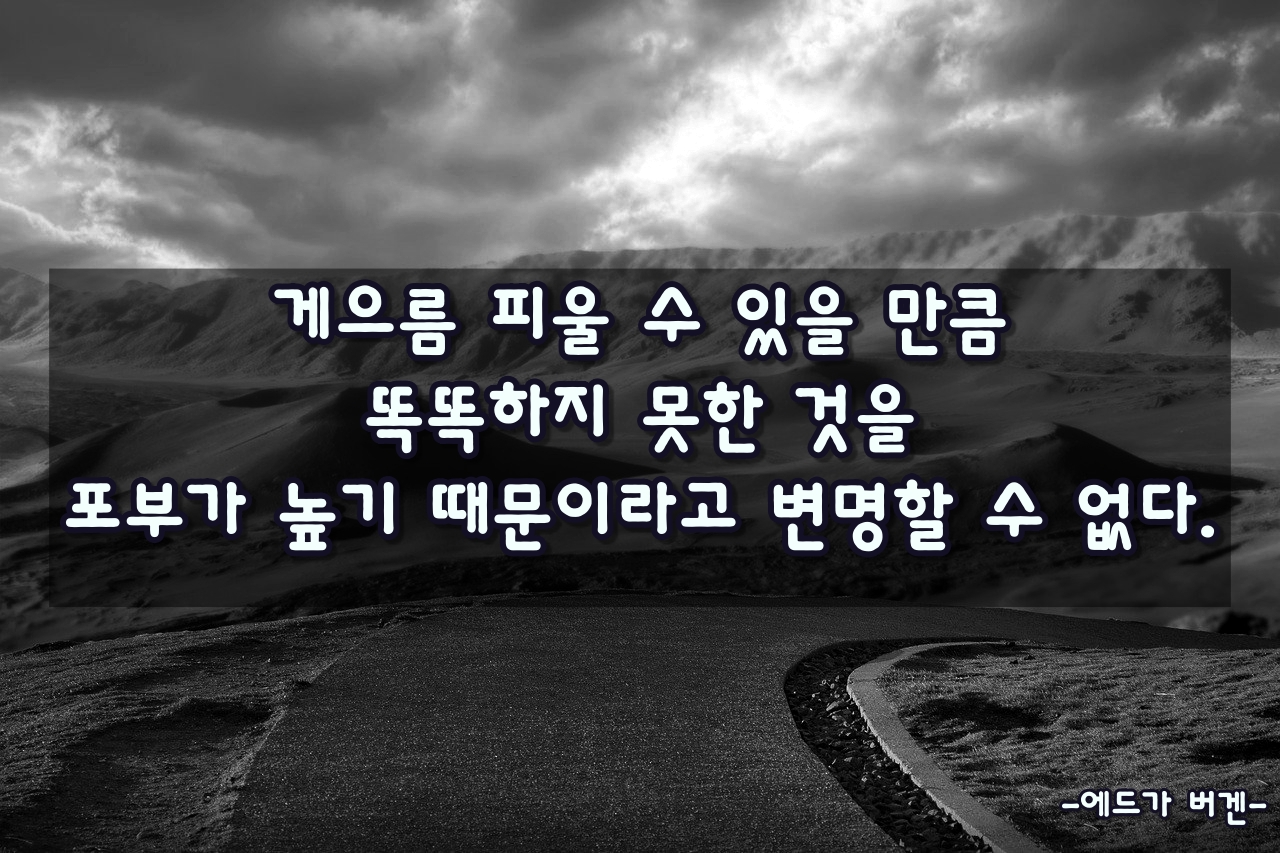 게으름 피울 수 있을 만큼
똑똑하지 못한 것을
포부가 높기 때문이라고 변명할 수 없다.
-에드가 버겐-